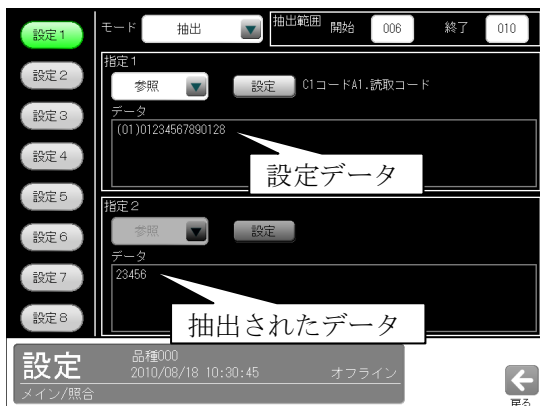 設定1
設定2
設定3
設定4
設定5
設定6
設定7
設定8
モード 抽出 抽出範囲 開始 006 終了 010
指定1
参照 設定 C1コードA1.読取コード
データ
(01)01234567890128
設定データ
指定2
参照 設定
データ
23456
抽出されたデータ
設定 品種000
2010/08/18 10:30:45 オフライン
メイン/照合
戻る